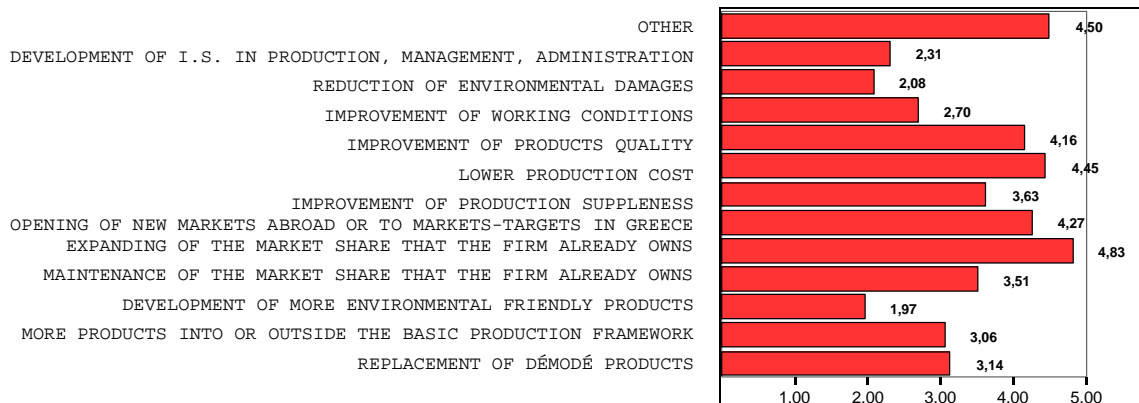 OTHER 4,50
DEVELOPMENT OF I.S. IN PRODUCTION, MANAGEMENT, ADMINISTRATION 2,31
REDUCTION OF ENVIRONMENTAL DAMAGES 2,08
IMPROVEMENT OF WORKING CONDITIONS 2,70
IMPROVEMENT OF PRODUCTS QUALITY 4,16
LOWER PRODUCTION COST 4,45
IMPROVEMENT OF PRODUCTION SUPPLENESS 3,63
OPENING OF NEW MARKETS ABROAD OR TO MARKETS-TARGETS IN GREECE 4,27
EXPANDING OF THE MARKET SHARE THAT THE FIRM ALREADY OWNS 4,83
MAINTENANCE OF THE MARKET SHARE THAT THE FIRM ALREADY OWNS 3,51
DEVELOPMENT OF MORE ENVIRONMENTAL FRIENDLY PRODUCTS 1,97
MORE PRODUCTS INTO OR OUTSIDE THE BASIC PRODUCTION FRAMEWORK 3,06
REPLACEMENT OF DÉMODÉ PRODUCTS 3,14
1,00 2,00 3,00 4,00 5,00